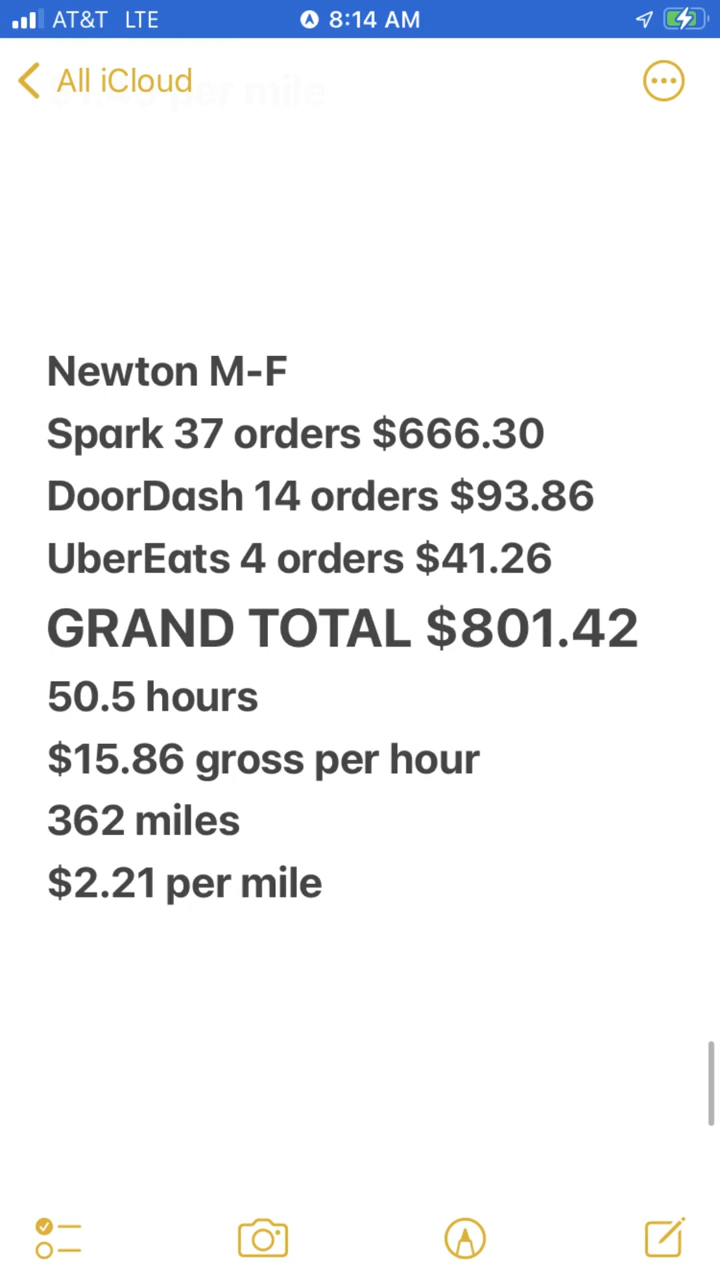 AT&T LTE 8:14 AM
All iCloud
per mile
Newton M-F
Spark 37 orders $666.30
DoorDash 14 orders $93.86
UberEats 4 orders $41.26
GRAND TOTAL $801.42
50.5 hours
$15.86 gross per hour
362 miles
$2.21 per mile